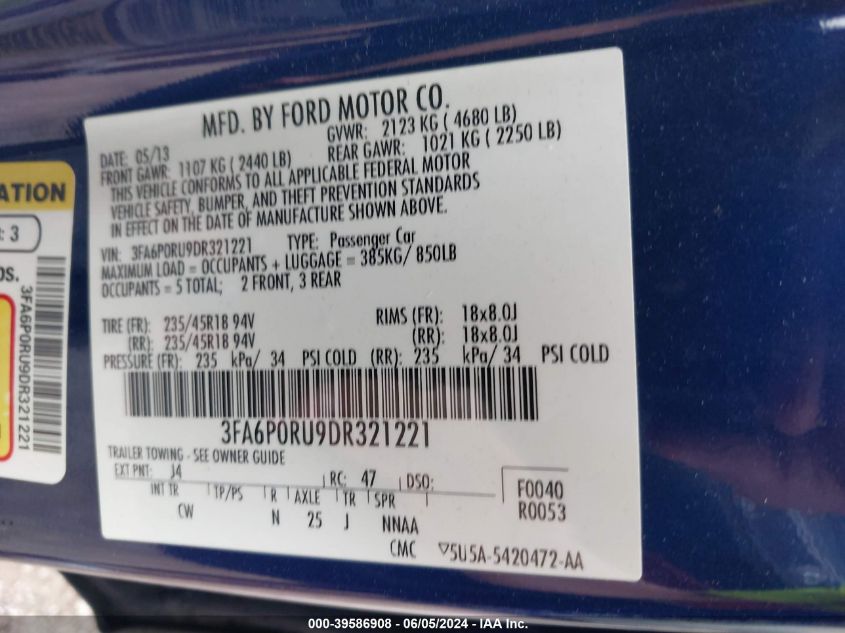 MFD. BY FORD MOTOR CO.
DATE: 05/13
GVWR: 2123 KG ( 4680 LB)
FRONT GAWR: 1107 KG ( 2440 LB)
REAR GAWR: 1021 KG ( 2250 LB)
THIS VEHICLE CONFORMS TO ALL APPLICABLE FEDERAL MOTOR
VEHICLE SAFETY, BUMPER, AND THEFT PREVENTION STANDARDS
IN EFFECT ON THE DATE OF MANUFACTURE SHOWN ABOVE.
VIN: 3FA6P0RU9DR321221 TYPE: Passenger Car
MAXIMUM LOAD = OCCUPANTS + LUGGAGE = 385KG/ 850LB
OCCUPANTS = 5 TOTAL; 2 FRONT, 3 REAR
TIRE (FR): 235/45R18 94V RIMS (FR): 18x8.0J
(RR): 235/45R18 94V (RR): 18x8.0J
PRESSURE (FR): 235 kPa/ 34 PSI COLD (RR): 235 kPa/ 34 PSI COLD
3FA6P0RU9DR321221
TRAILER TOWING - SEE OWNER GUIDE
EXT PNT: J4 RC: 47 DSO:
INT TR TP/PS R AXLE TR SPR
CW N 25 J NNAA
F0040
R0053
CMC ▽5U5A-5420472-AA
ATION
: 3
OS.
3FA6P0RU9DR321221
000-39586908 - 06/05/2024 - IAA Inc.